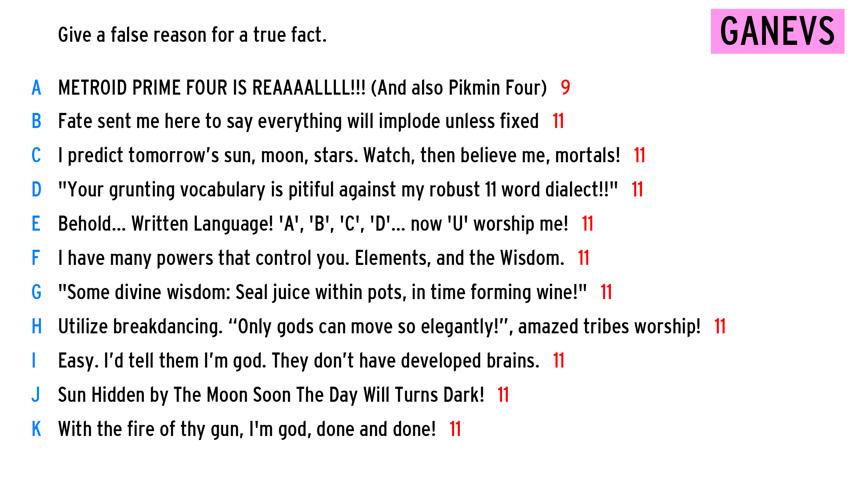 Give a false reason for a true fact.
GANEVS
A METROID PRIME FOUR IS REAAAALLLL!!! (And also Pikmin Four) 9
B Fate sent me here to say everything will implode unless fixed 11
C I predict tomorrow's sun, moon, stars. Watch, then believe me, mortals! 11
D "Your grunting vocabulary is pitiful against my robust 11 word dialect!!" 11
E Behold... Written Language! 'A', 'B', 'C', 'D'... now 'U' worship me! 11
F I have many powers that control you. Elements, and the Wisdom. 11
G "Some divine wisdom: Seal juice within pots, in time forming wine!" 11
H Utilize breakdancing. “Only gods can move so elegantly!”, amazed tribes worship! 11
I Easy. I’d tell them I’m god. They don’t have developed brains. 11
J Sun Hidden by The Moon Soon The Day Will Turns Dark! 11
K With the fire of thy gun, I'm god, done and done! 11